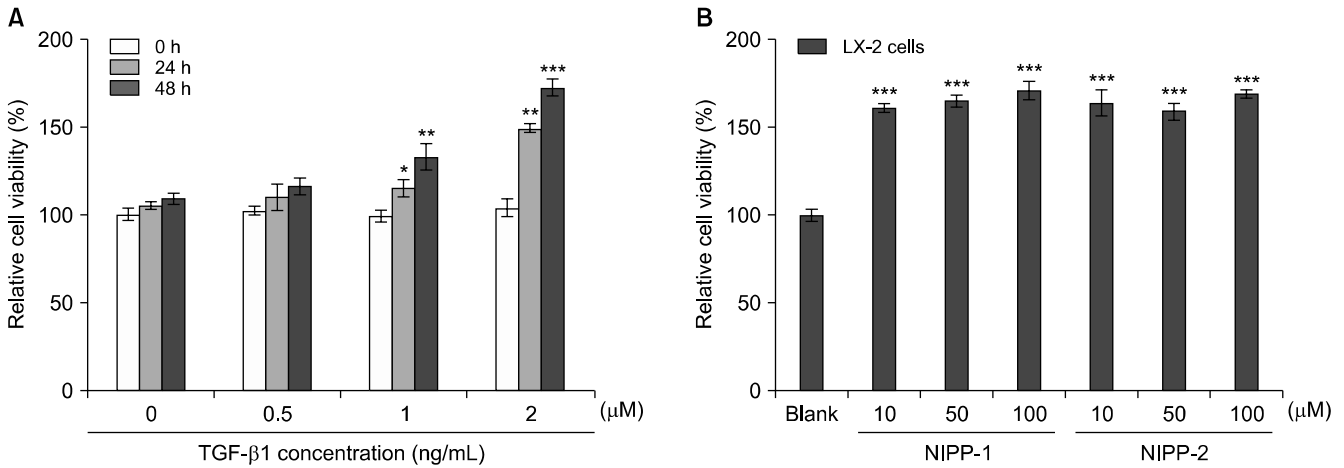 A
Relative cell viability (%)
200
150
100
50
0
0 h
24 h
48 h
*
**
**
***
0 0.5 1 2 (μM)
TGF-β1 concentration (ng/mL)
B
Relative cell viability (%)
200
150
100
50
0
LX-2 cells
*** *** *** *** *** ***
Blank 10 50 100 10 50 100 (μM)
NIPP-1 NIPP-2